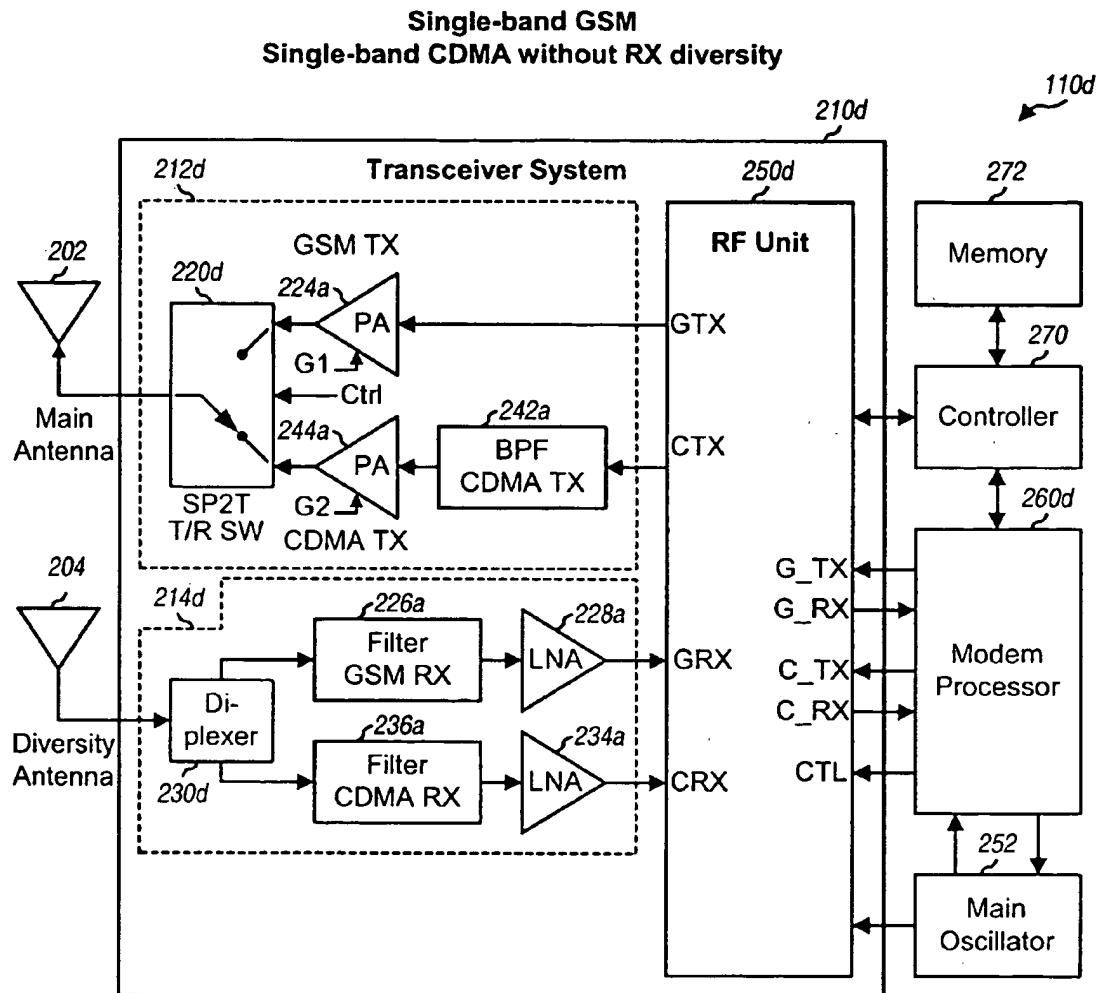 Single-band GSM
Single-band CDMA without RX diversity
110d
210d
Transceiver System
212d
250d
272
RF Unit
Memory
202
220d
GSM TX
224a
PA
G1
GTX
270
Controller
Ctrl
Main
Antenna
244a
PA
G2
242a
BPF
CDMA TX
CTX
SP2T
T/R SW
CDMA TX
260d
204
214d
G_TX
G_RX
C_TX
C_RX
CTL
Modem
Processor
226a
Filter
GSM RX
228a
LNA
GRX
Di-
plexer
230d
Diversity
Antenna
236a
Filter
CDMA RX
234a
LNA
CRX
252
Main
Oscillator